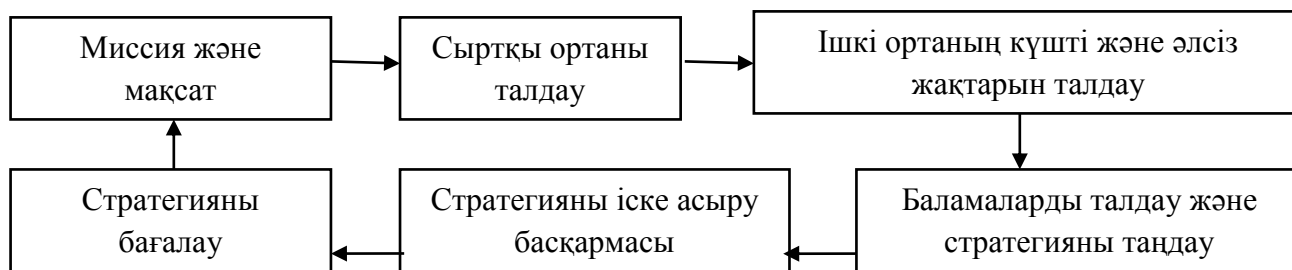 Миссия және
мақсат
Сыртқы ортаны
талдау
Ішкі ортаның күшті және әлсіз
жақтарын талдау
Стратегияны
бағалау
Стратегияны іске асыру
басқармасы
Баламаларды талдау және
стратегияны таңдау